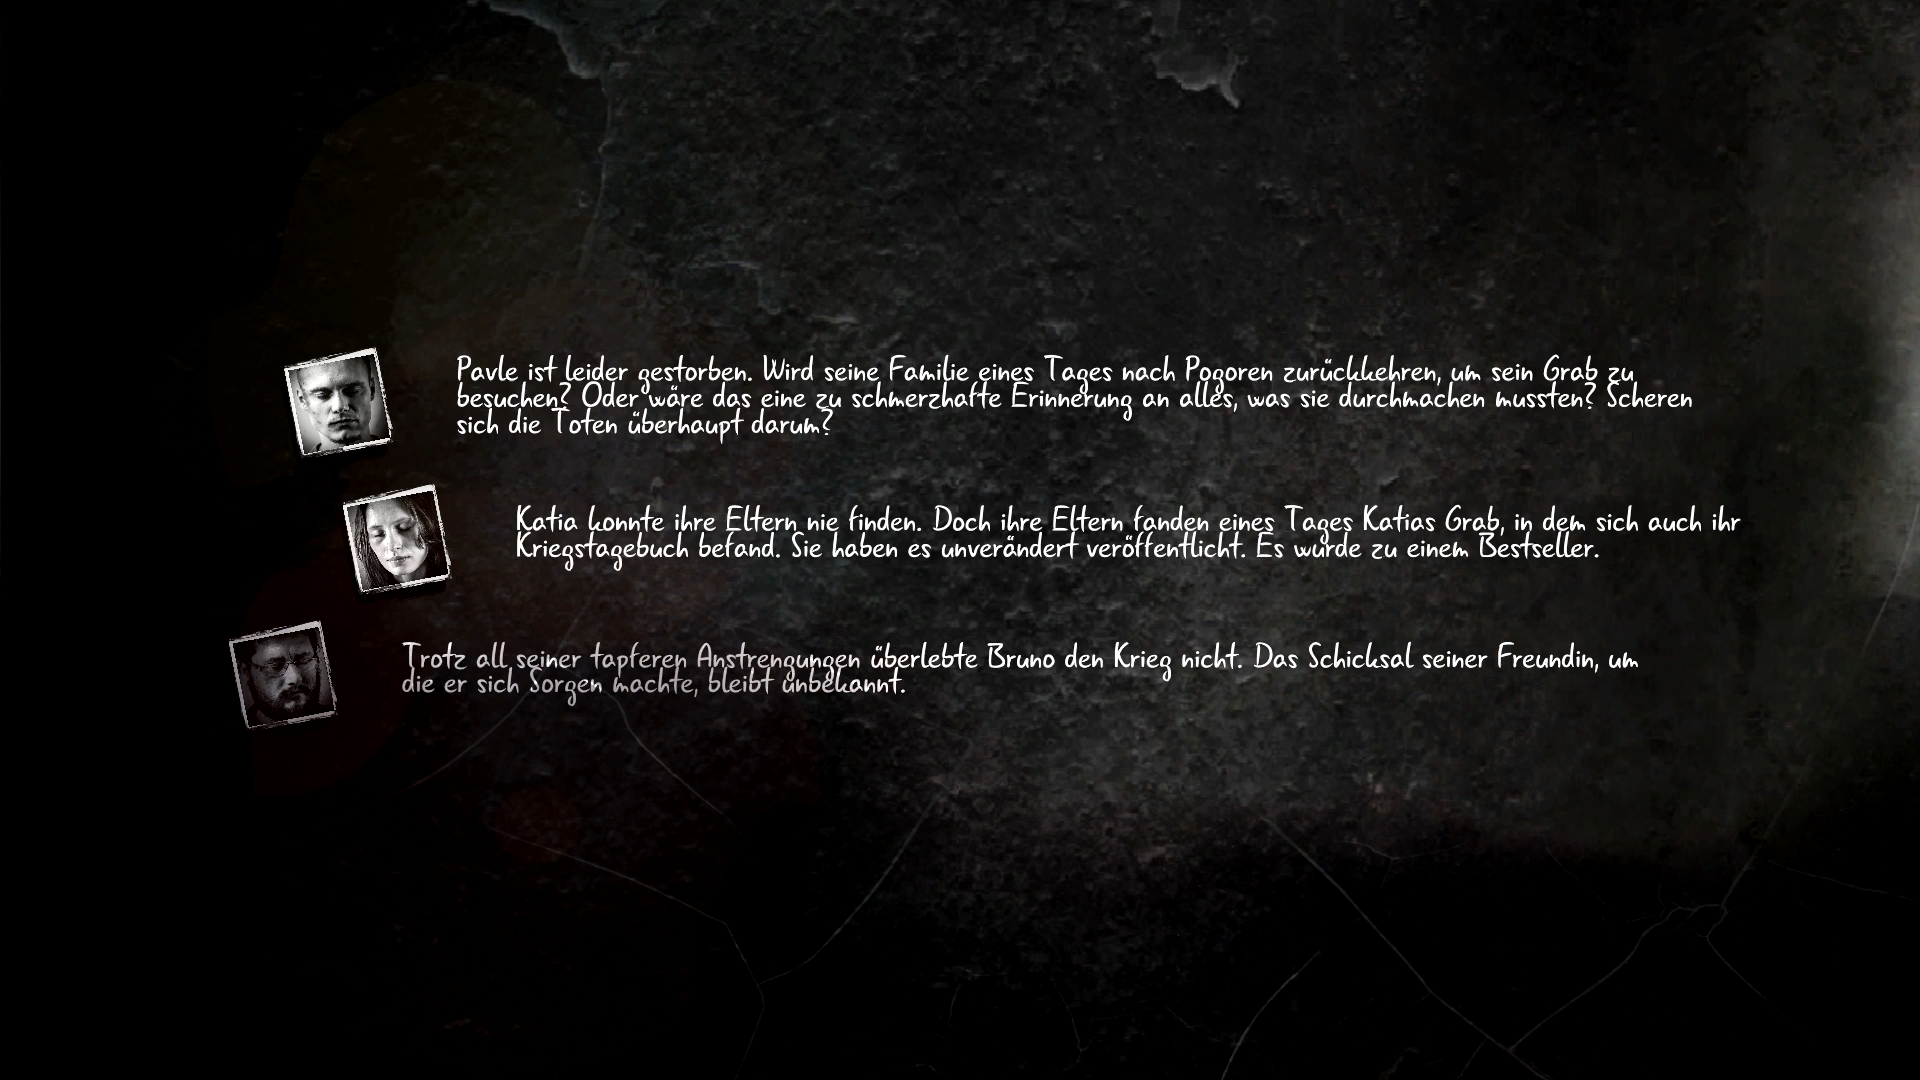 Pavle ist leider gestorben. Wird seine Familie eines Tages nach Pogoren zurückkehren, um sein Grab zu
besuchen? Oder wäre das eine zu schmerzhafte Erinnerung an alles, was sie durchmachen mussten? Scheren
sich die Toten überhaupt darum?
Katia konnte ihre Eltern nie finden. Doch ihre Eltern fanden eines Tages Katias Grab, in dem sich auch ihr
Kriegstagebuch befand. Sie haben es unverändert veröffentlicht. Es wurde zu einem Bestseller.
Trotz all seiner tapferen Anstrengungen überlebte Bruno den Krieg nicht. Das Schicksal seiner Freundin, um
die er sich Sorgen machte, bleibt unbekannt.